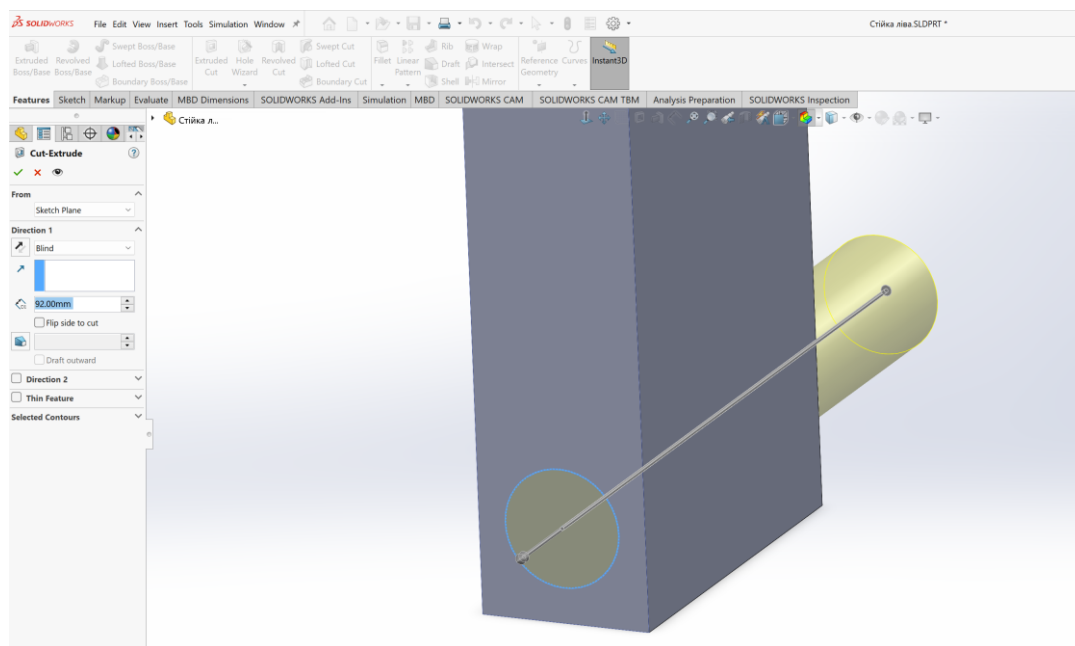 SOLIDWORKS File Edit View Insert Tools Simulation Window Стійка ліва.SLDPRT *
Extruded Boss/Base Revolved Boss/Base Swept Boss/Base Extruded Cut Hole Wizard Revolved Cut Swept Cut Fillet Linear Pattern Rib Wrap Reference Geometry Curves Instant3D
Lofted Boss/Base Lofted Cut Draft Intersect
Boundary Boss/Base Boundary Cut Shell Mirror
Features Sketch Markup Evaluate MBD Dimensions SOLIDWORKS Add-Ins Simulation MBD SOLIDWORKS CAM SOLIDWORKS CAM TBM Analysis Preparation SOLIDWORKS Inspection
Стійка л...
Cut-Extrude
From
Sketch Plane
Direction 1
Blind
92.00mm
Flip side to cut
Draft outward
Direction 2
Thin Feature
Selected Contours